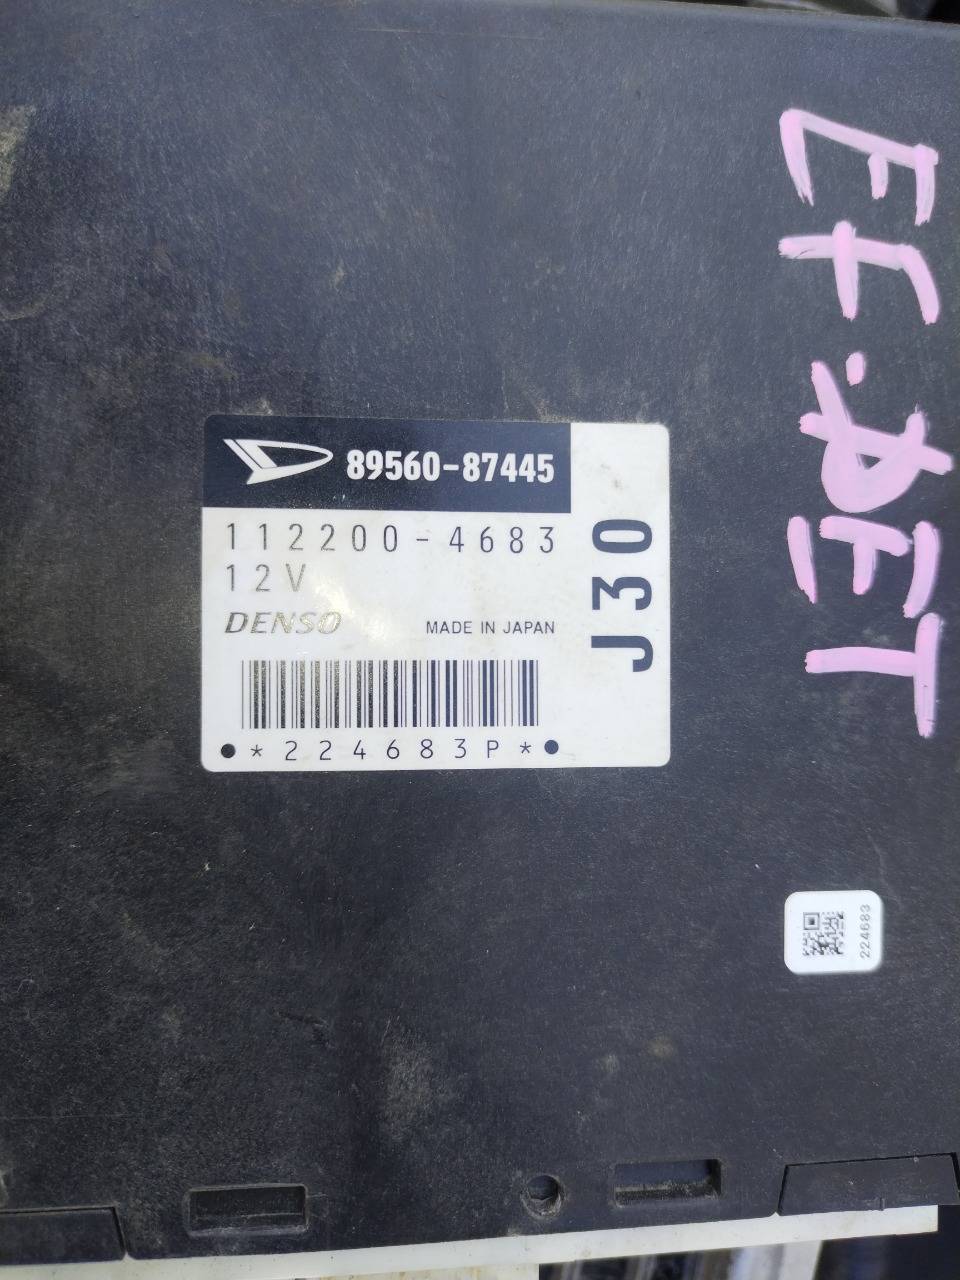 89560-87445
112200-4683
12V
DENSO
MADE IN JAPAN
J30
*224683P*
EF·DET
224683